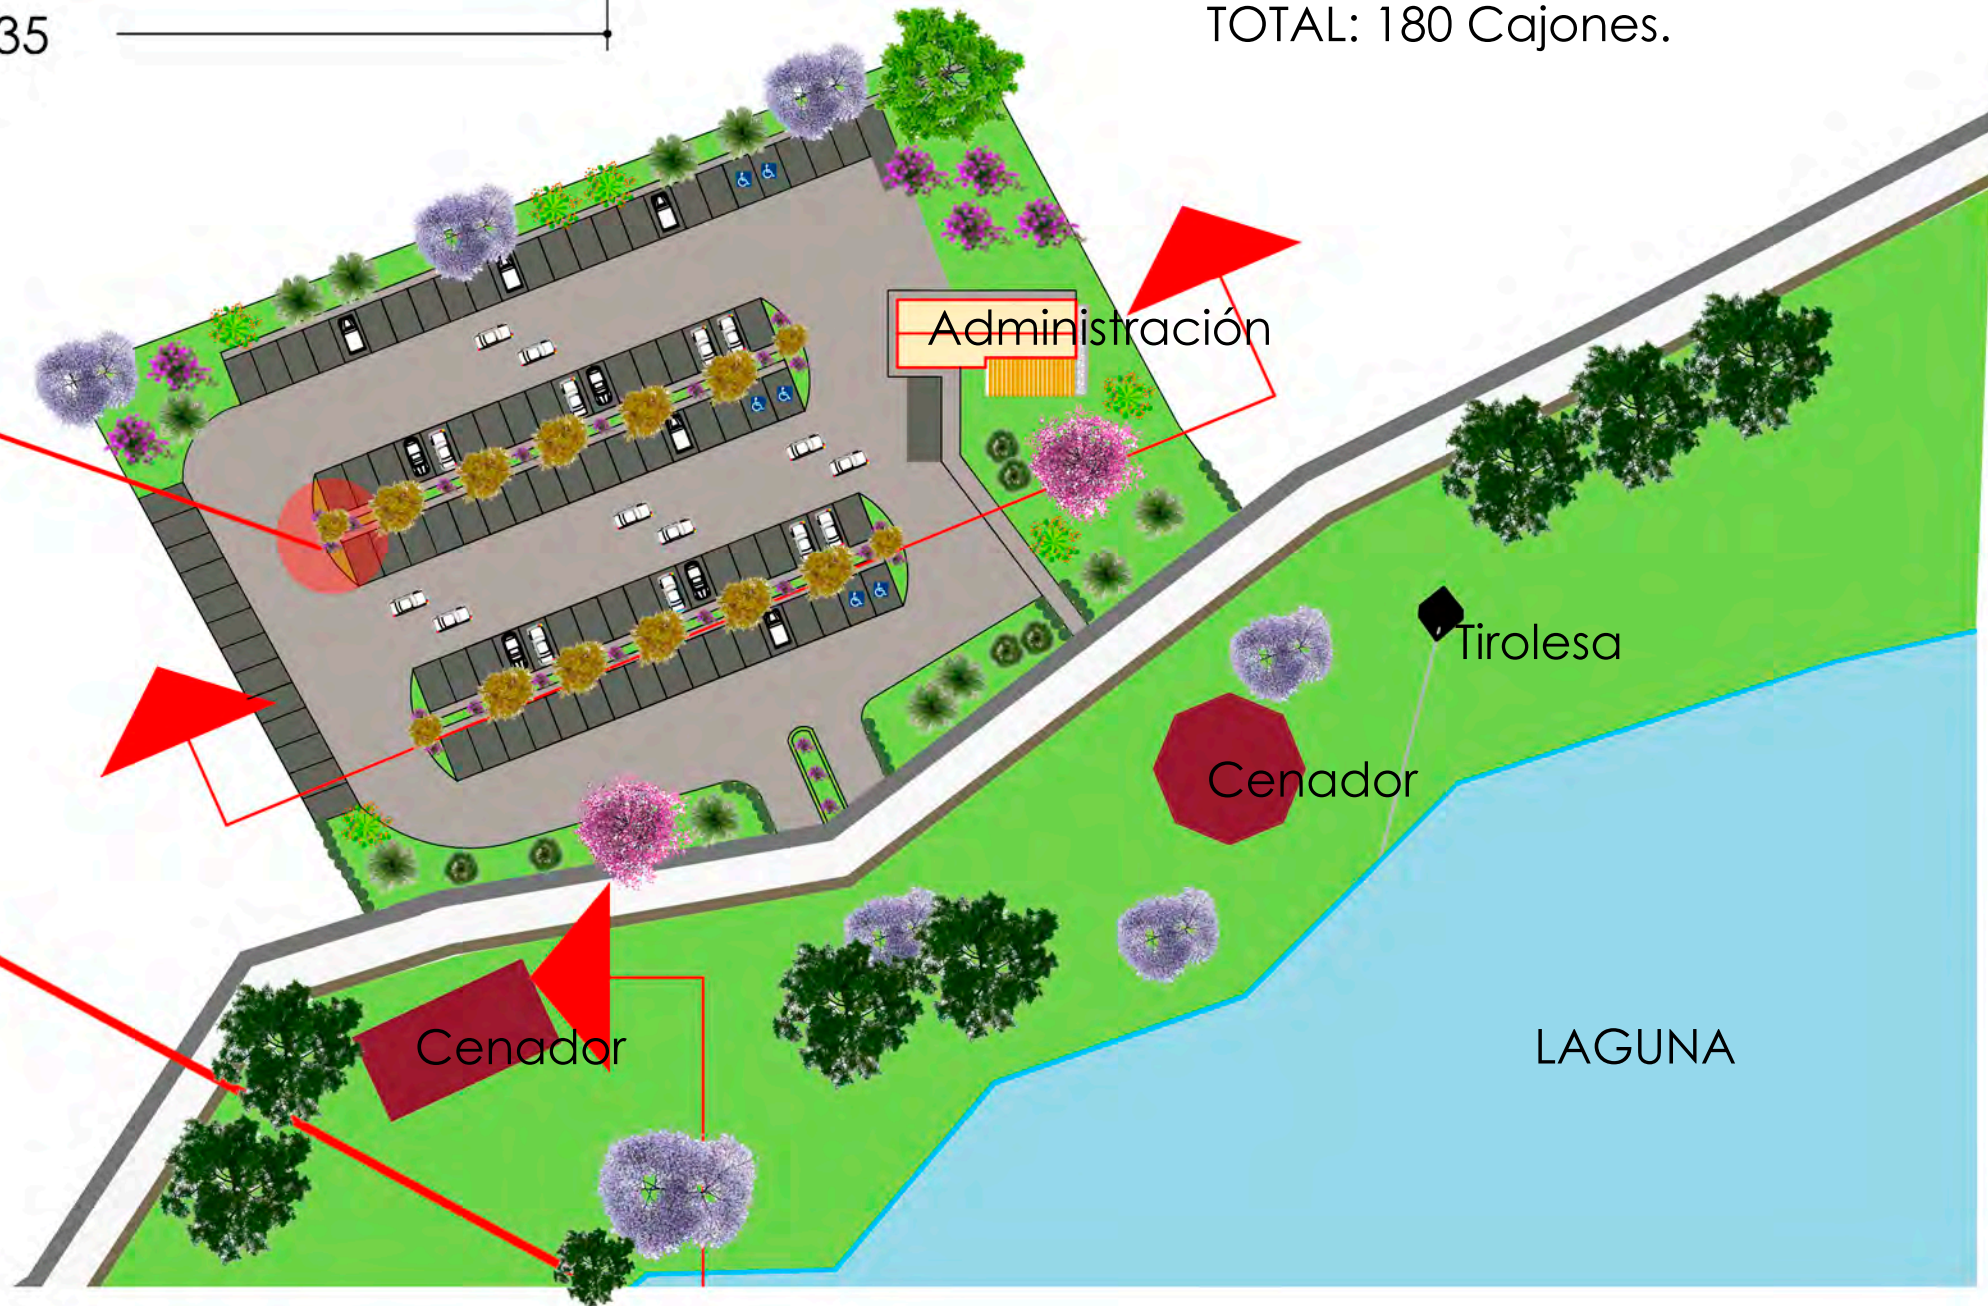 35
TOTAL: 180 Cajones.
Administración
Tirolesa
Cenador
Cenador
LAGUNA